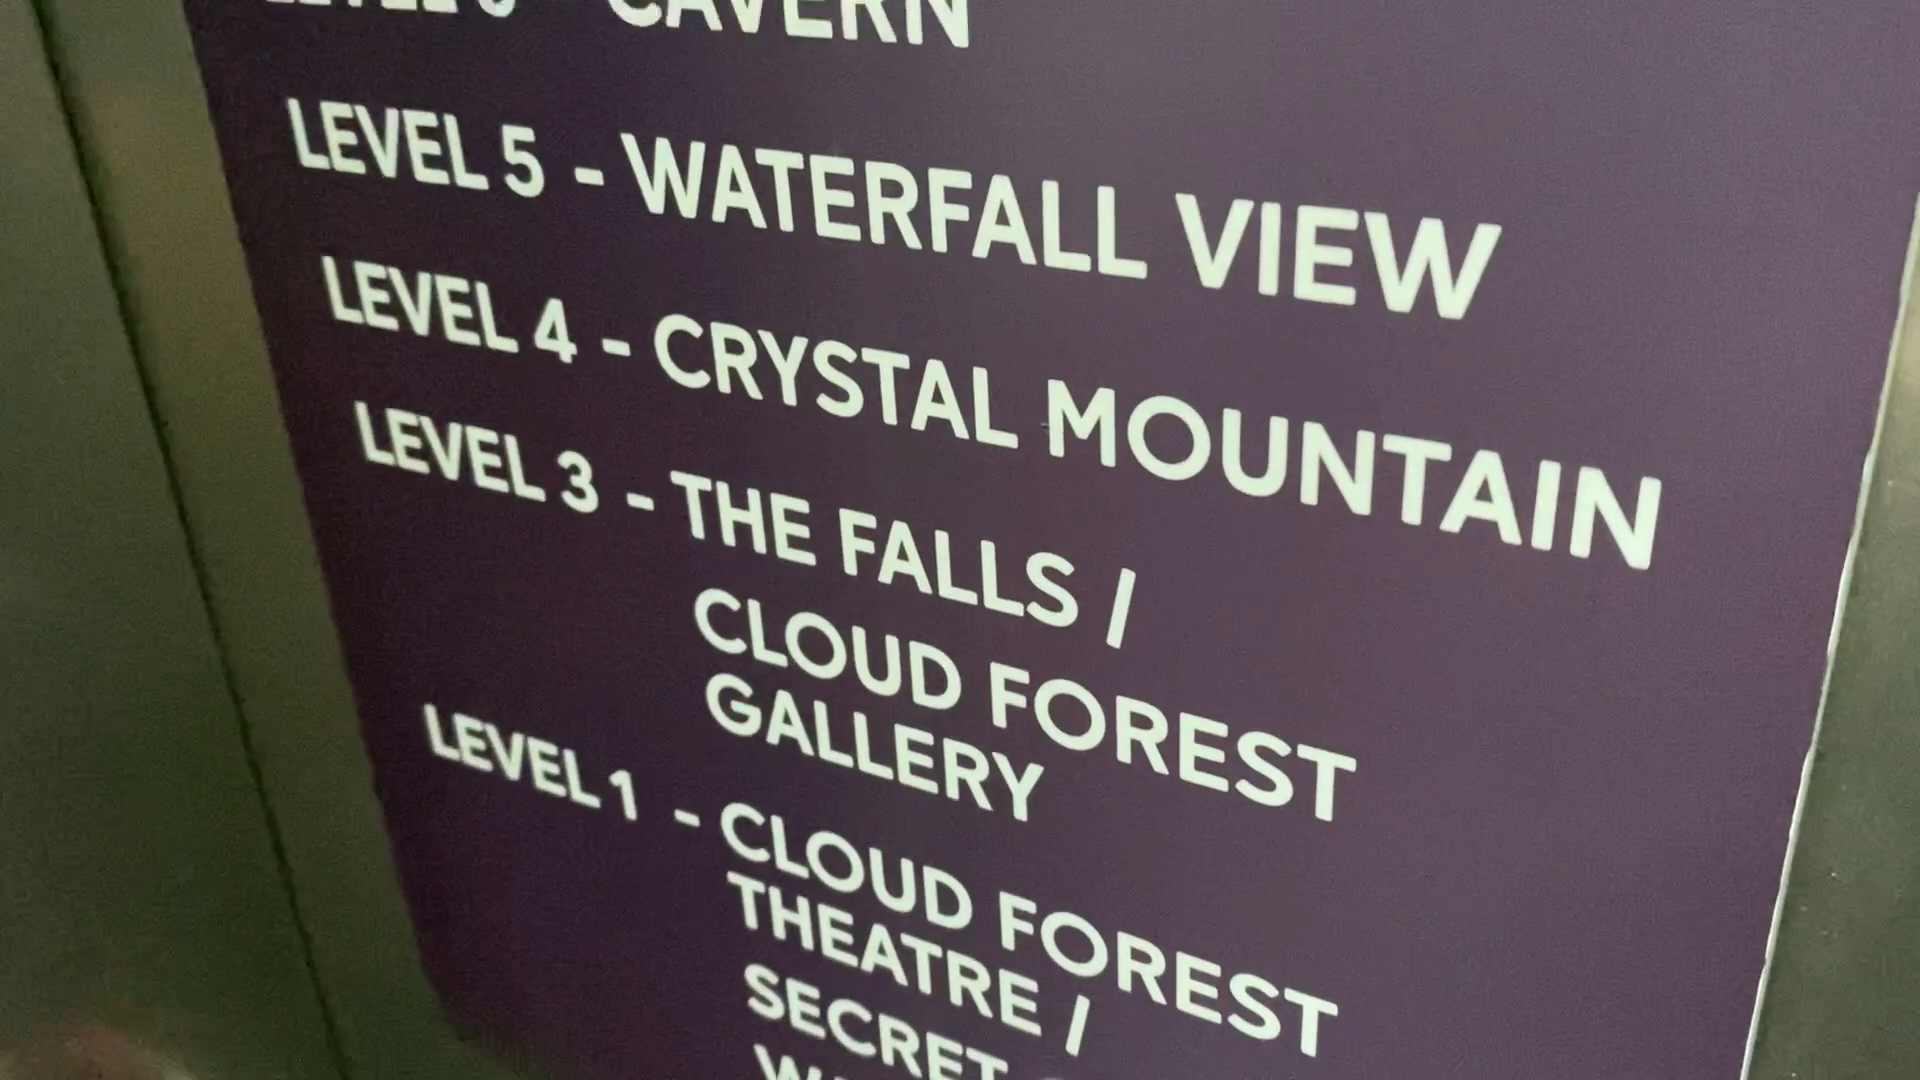 CAVERN
LEVEL 5 - WATERFALL VIEW
LEVEL 4 - CRYSTAL MOUNTAIN
LEVEL 3 - THE FALLS /
CLOUD FOREST
GALLERY
LEVEL 1 - CLOUD FOREST
THEATRE /
SECRET